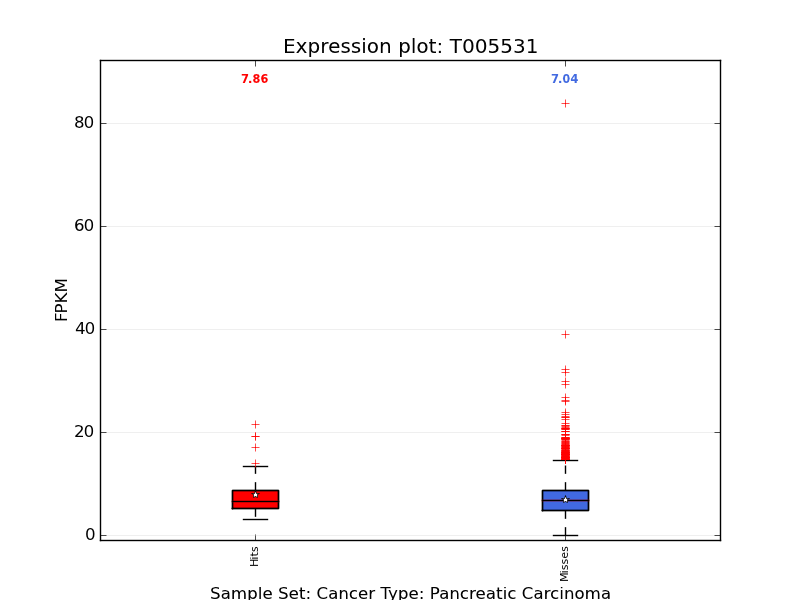 Expression plot: T005531
7.86
7.04
80
60
40
20
0
FPKM
Hits
Misses
Sample Set: Cancer Type: Pancreatic Carcinoma